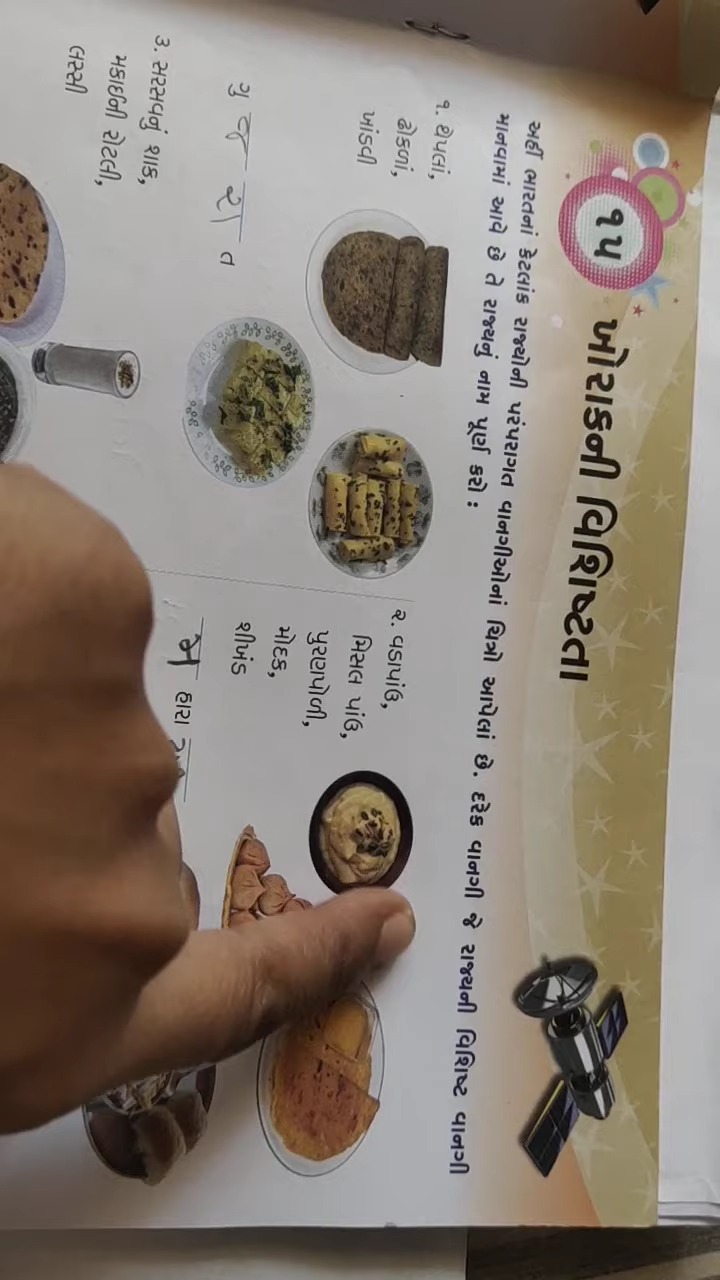 ૧૫
ખોરાકની વિશિષ્ટતા
અહીં ભારતનાં કેટલાંક રાજ્યોની પરંપરાગત વાનગીઓનાં ચિત્રો આપેલાં છે. દરેક વાનગી જે રાજ્યની વિશિષ્ટ વાનગી
માનવામાં આવે છે તે રાજ્યનું નામ પૂર્ણ કરો :
૧. થેપલાં,
ઢોકળાં,
ખાંડવી
ગુ જ રા ત
૨. વડાપાંઉ,
મિસલ પાંઉ,
પુરણપોળી,
મોદક,
શ્રીખંડ
મ હારા
૩. સરસવનું શાક,
મકાઈની રોટલી,
લસ્સી